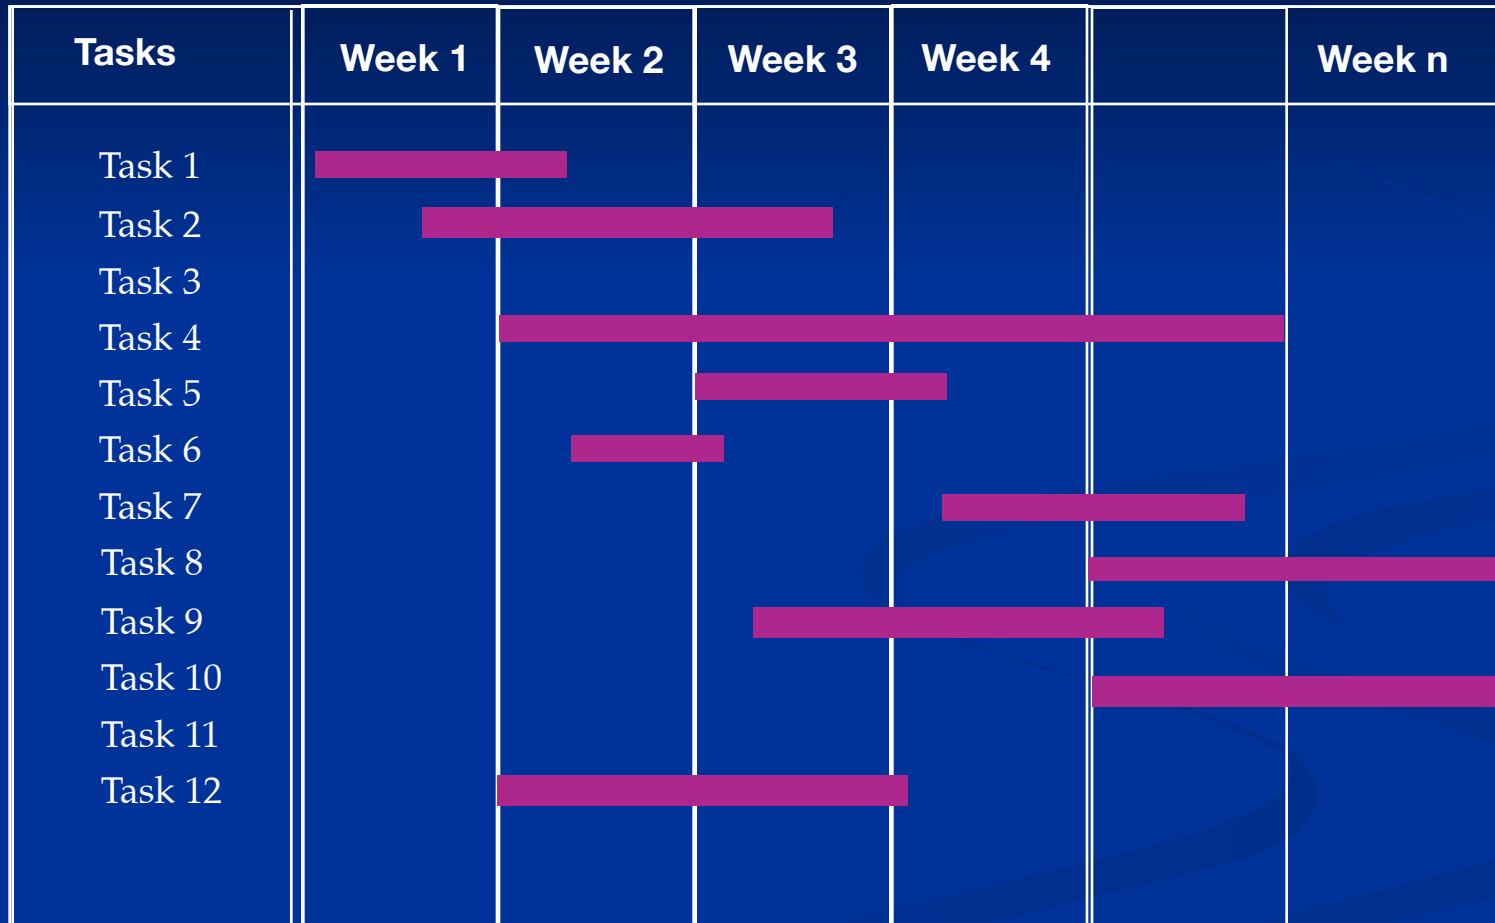 Tasks Week 1 Week 2 Week 3 Week 4 Week n
Task 1
Task 2
Task 3
Task 4
Task 5
Task 6
Task 7
Task 8
Task 9
Task 10
Task 11
Task 12